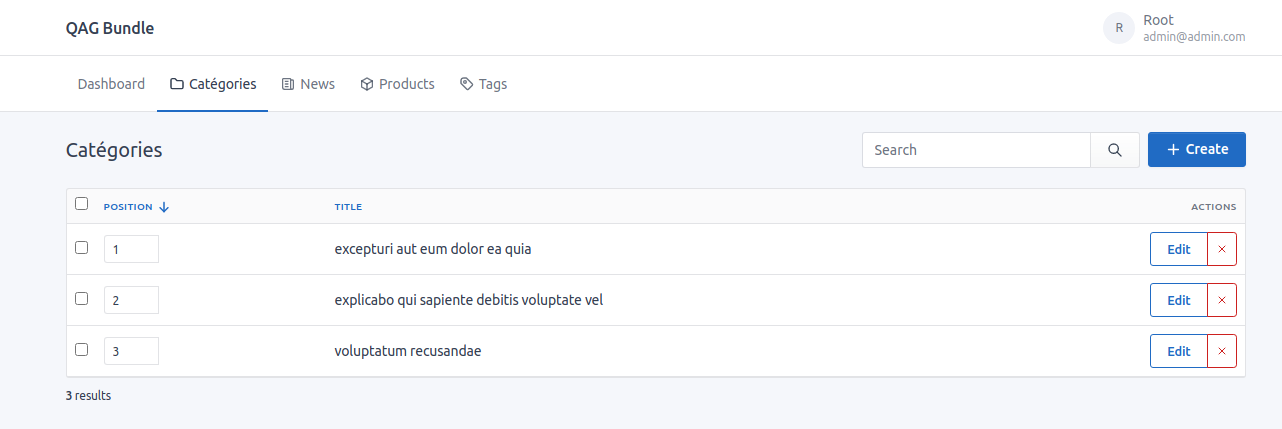 QAG Bundle
R
Root
admin@admin.com
Dashboard Catégories News Products Tags
Catégories
Search
Create
POSITION TITLE ACTIONS
1 excepturi aut eum dolor ea quia Edit
2 explicabo qui sapiente debitis voluptate vel Edit
3 voluptatum recusandae Edit
3 results